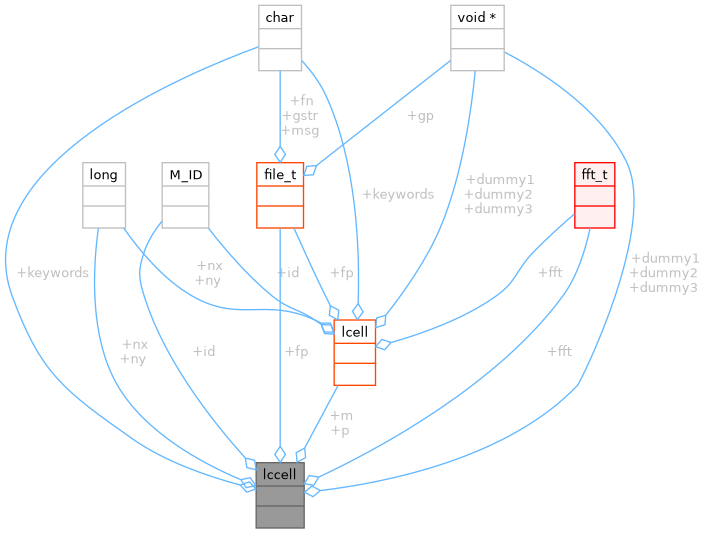 char
void *
+fn
+gstr
+msg
+gp
long
M_ID
file_t
fft_t
+keywords
+dummy1
+dummy2
+dummy3
+dummy1
+dummy2
+dummy3
+keywords
+nx
+ny
+id
+fp
+fft
lcell
+nx
+ny
+id
+fp
+fft
+m
+p
lccell